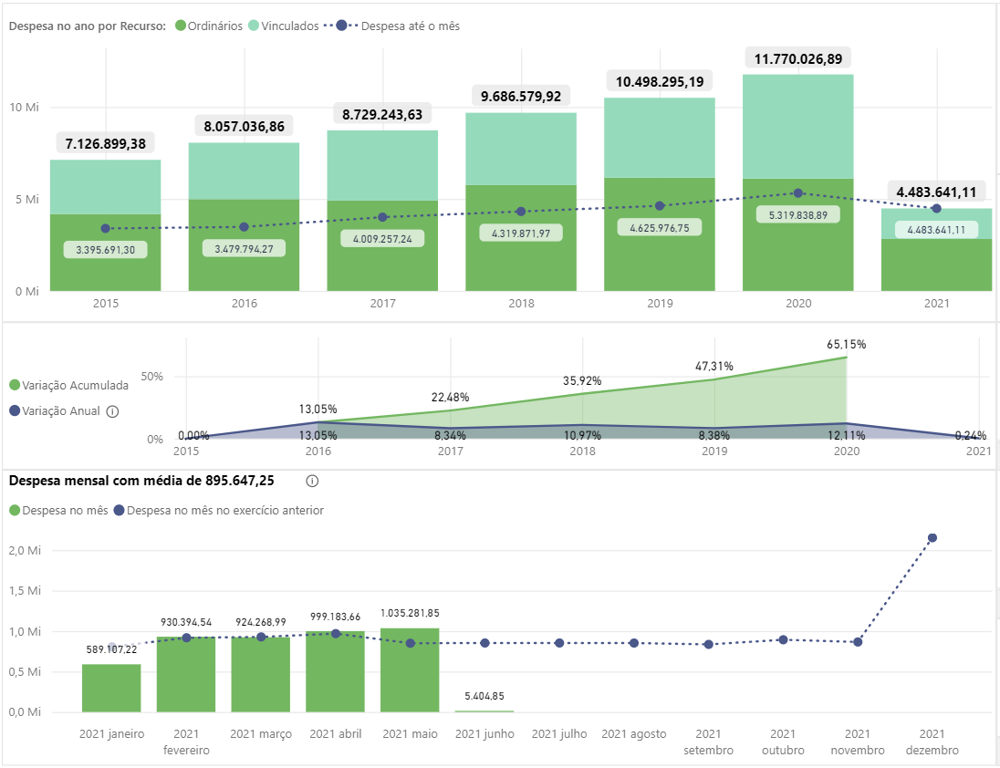 Despesa no ano por Recurso: Ordinários Vinculados Despesa até o mês
11.770.026,89
10.498.295,19
9.686.579,92
8.729.243,63
8.057.036,86
7.126.899,38
4.483.641,11
10 Mi
5 Mi
0 Mi
3.395.691,30
3.479.794,27
4.009.257,24
4.319.871,97
4.625.976,75
5.319.838,89
4.483.641,11
2015 2016 2017 2018 2019 2020 2021
Variação Acumulada
Variação Anual
50%
0%
13,05%
22,48%
35,92%
47,31%
65,15%
0,00% 13,05% 8,34% 10,97% 8,38% 12,11% 0,24%
2015 2016 2017 2018 2019 2020 2021
Despesa mensal com média de 895.647,25
Despesa no mês Despesa no mês no exercício anterior
2,0 Mi
1,5 Mi
1,0 Mi
0,5 Mi
0,0 Mi
589.107,22
930.394,54
924.268,99
999.183,66
1.035.281,85
5.404,85
2021 janeiro
2021
fevereiro
2021 março
2021 abril
2021 maio
2021 junho
2021 julho
2021 agosto
2021
setembro
2021
outubro
2021
novembro
2021
dezembro